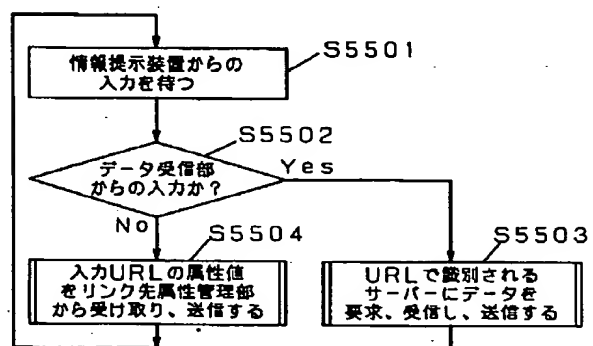 S5501
情報提示装置からの
入力を待つ
S5502
データ受信部
からの入力か?
Yes
No
S5504
S5503
入力URLの属性値
をリンク先属性管理部
から受け取り、送信する
URLで識別される
サーバーにデータを
要求、受信し、送信する